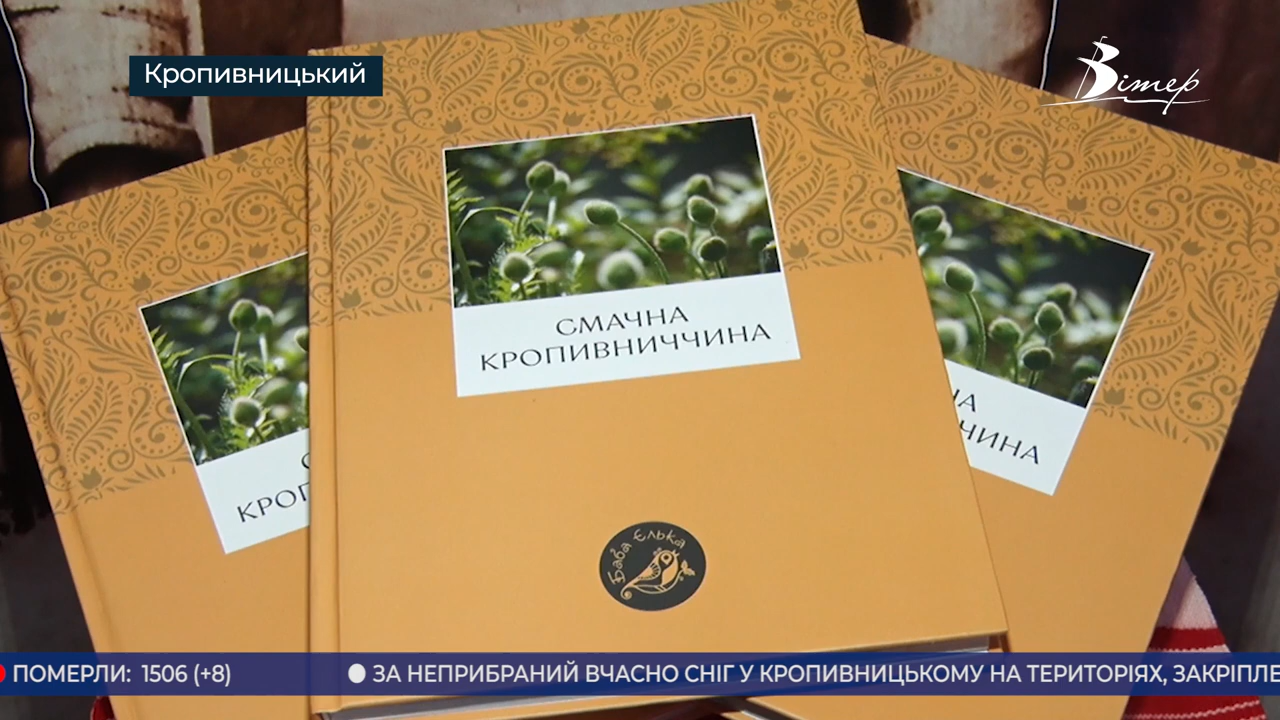 Кропивницький
Вітер
СМАЧНА
КРОПИВНИЧЧИНА
Баба Єлька
ПОМЕРЛИ: 1506 (+8)
ЗА НЕПРИБРАНИЙ ВЧАСНО СНІГ У КРОПИВНИЦЬКОМУ НА ТЕРИТОРІЯХ, ЗАКРІПЛЕ